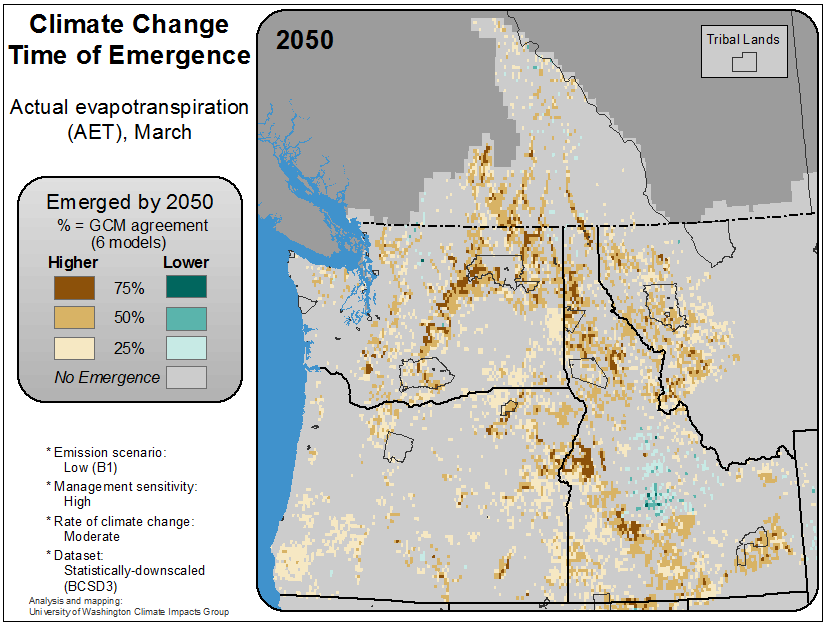 Climate Change
Time of Emergence
Actual evapotranspiration
(AET), March
Emerged by 2050
% = GCM agreement
(6 models)
Higher Lower
75%
50%
25%
No Emergence
* Emission scenario:
Low (B1)
* Management sensitivity:
High
* Rate of climate change:
Moderate
* Dataset:
Statistically-downscaled
(BCSD3)
Analysis and mapping:
University of Washington Climate Impacts Group
2050
Tribal Lands